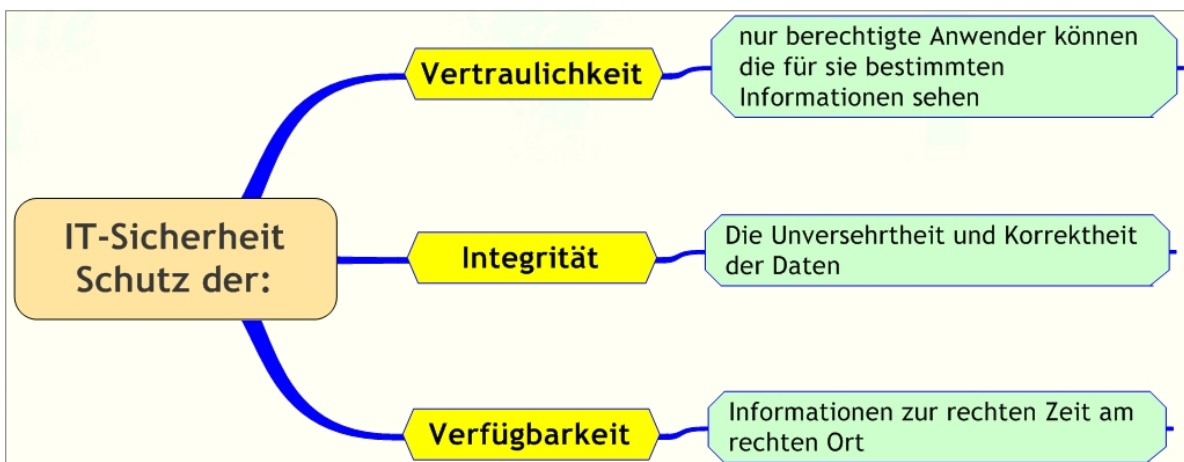 IT-Sicherheit
Schutz der:
Vertraulichkeit
nur berechtigte Anwender können
die für sie bestimmten
Informationen sehen
Integrität
Die Unversehrtheit und Korrektheit
der Daten
Verfügbarkeit
Informationen zur rechten Zeit am
rechten Ort